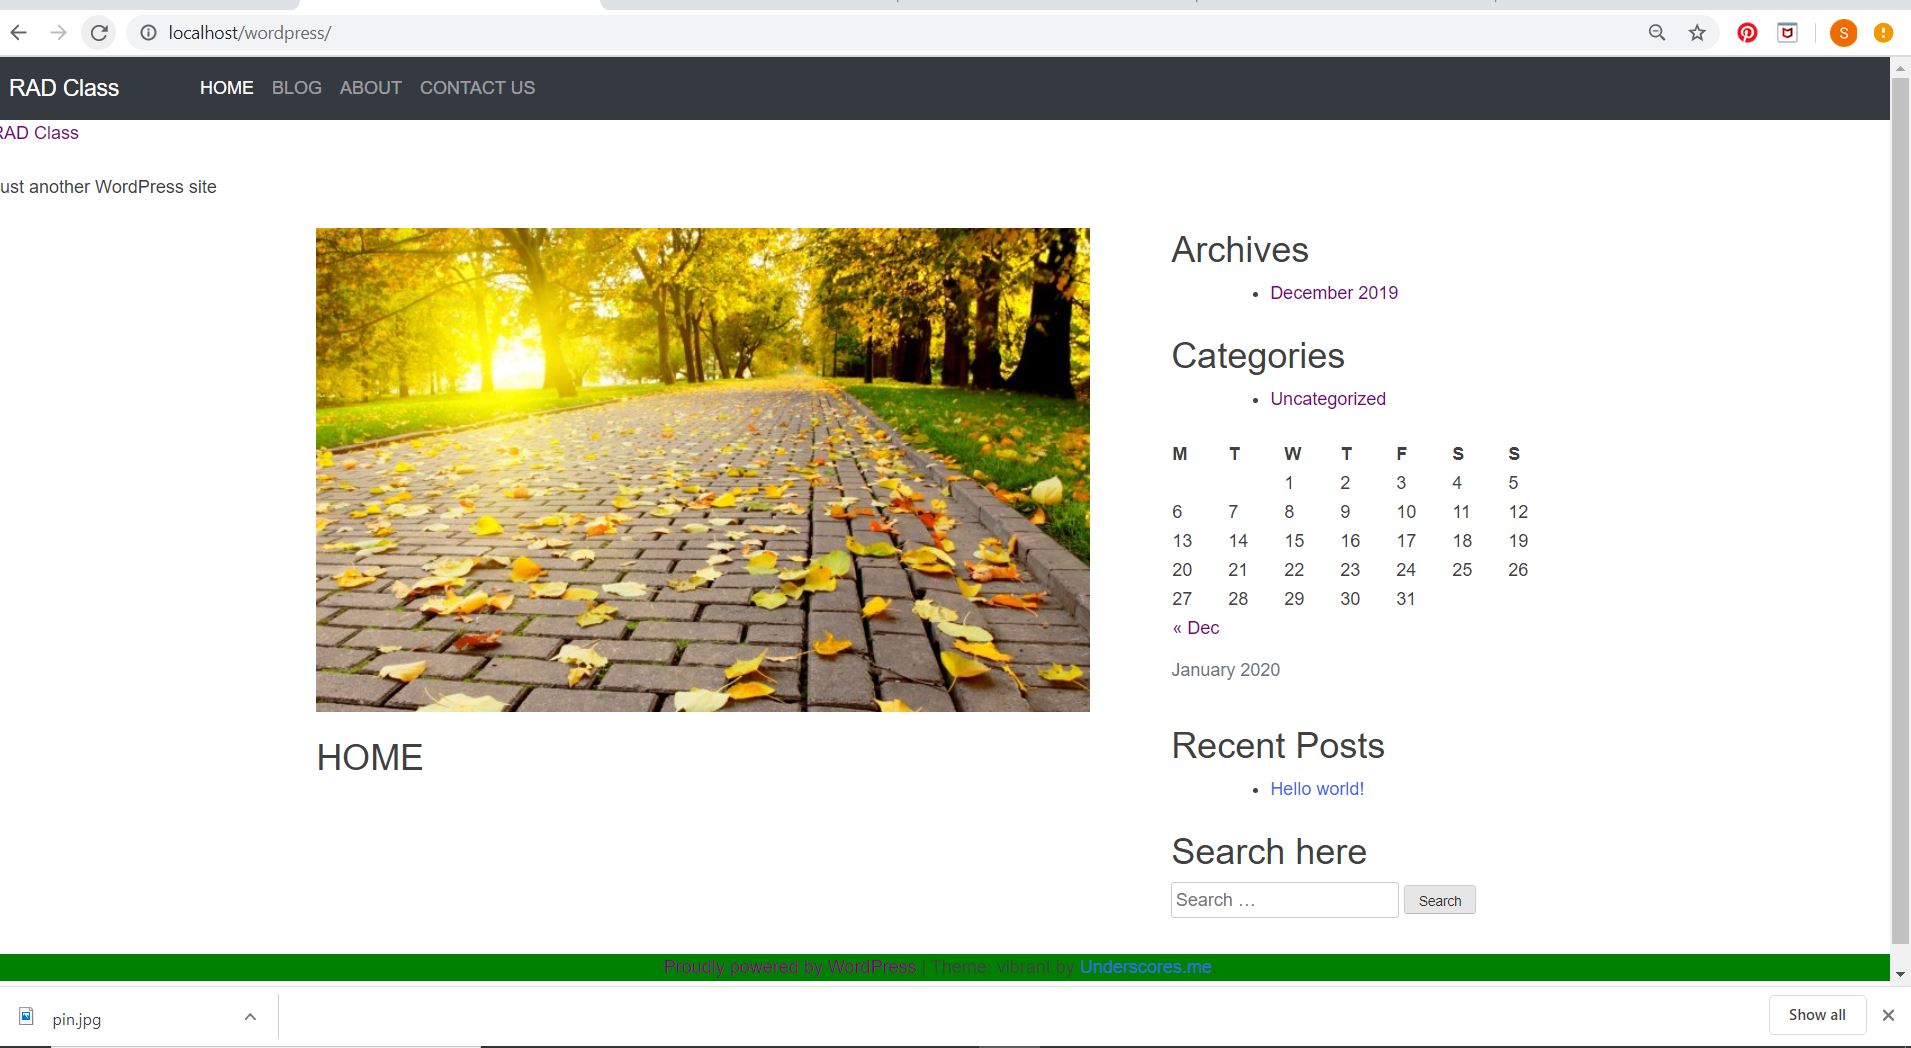 localhost/wordpress/
S
RAD Class HOME BLOG ABOUT CONTACT US
RAD Class
ust another WordPress site
Archives
December 2019
Categories
Uncategorized
M T W T F S S
1 2 3 4 5
6 7 8 9 10 11 12
13 14 15 16 17 18 19
20 21 22 23 24 25 26
27 28 29 30 31
« Dec
January 2020
HOME
Recent Posts
Hello world!
Search here
Search …
Search
Proudly powered by WordPress | Theme: vibrant by Underscores.me
pin.jpg
Show all